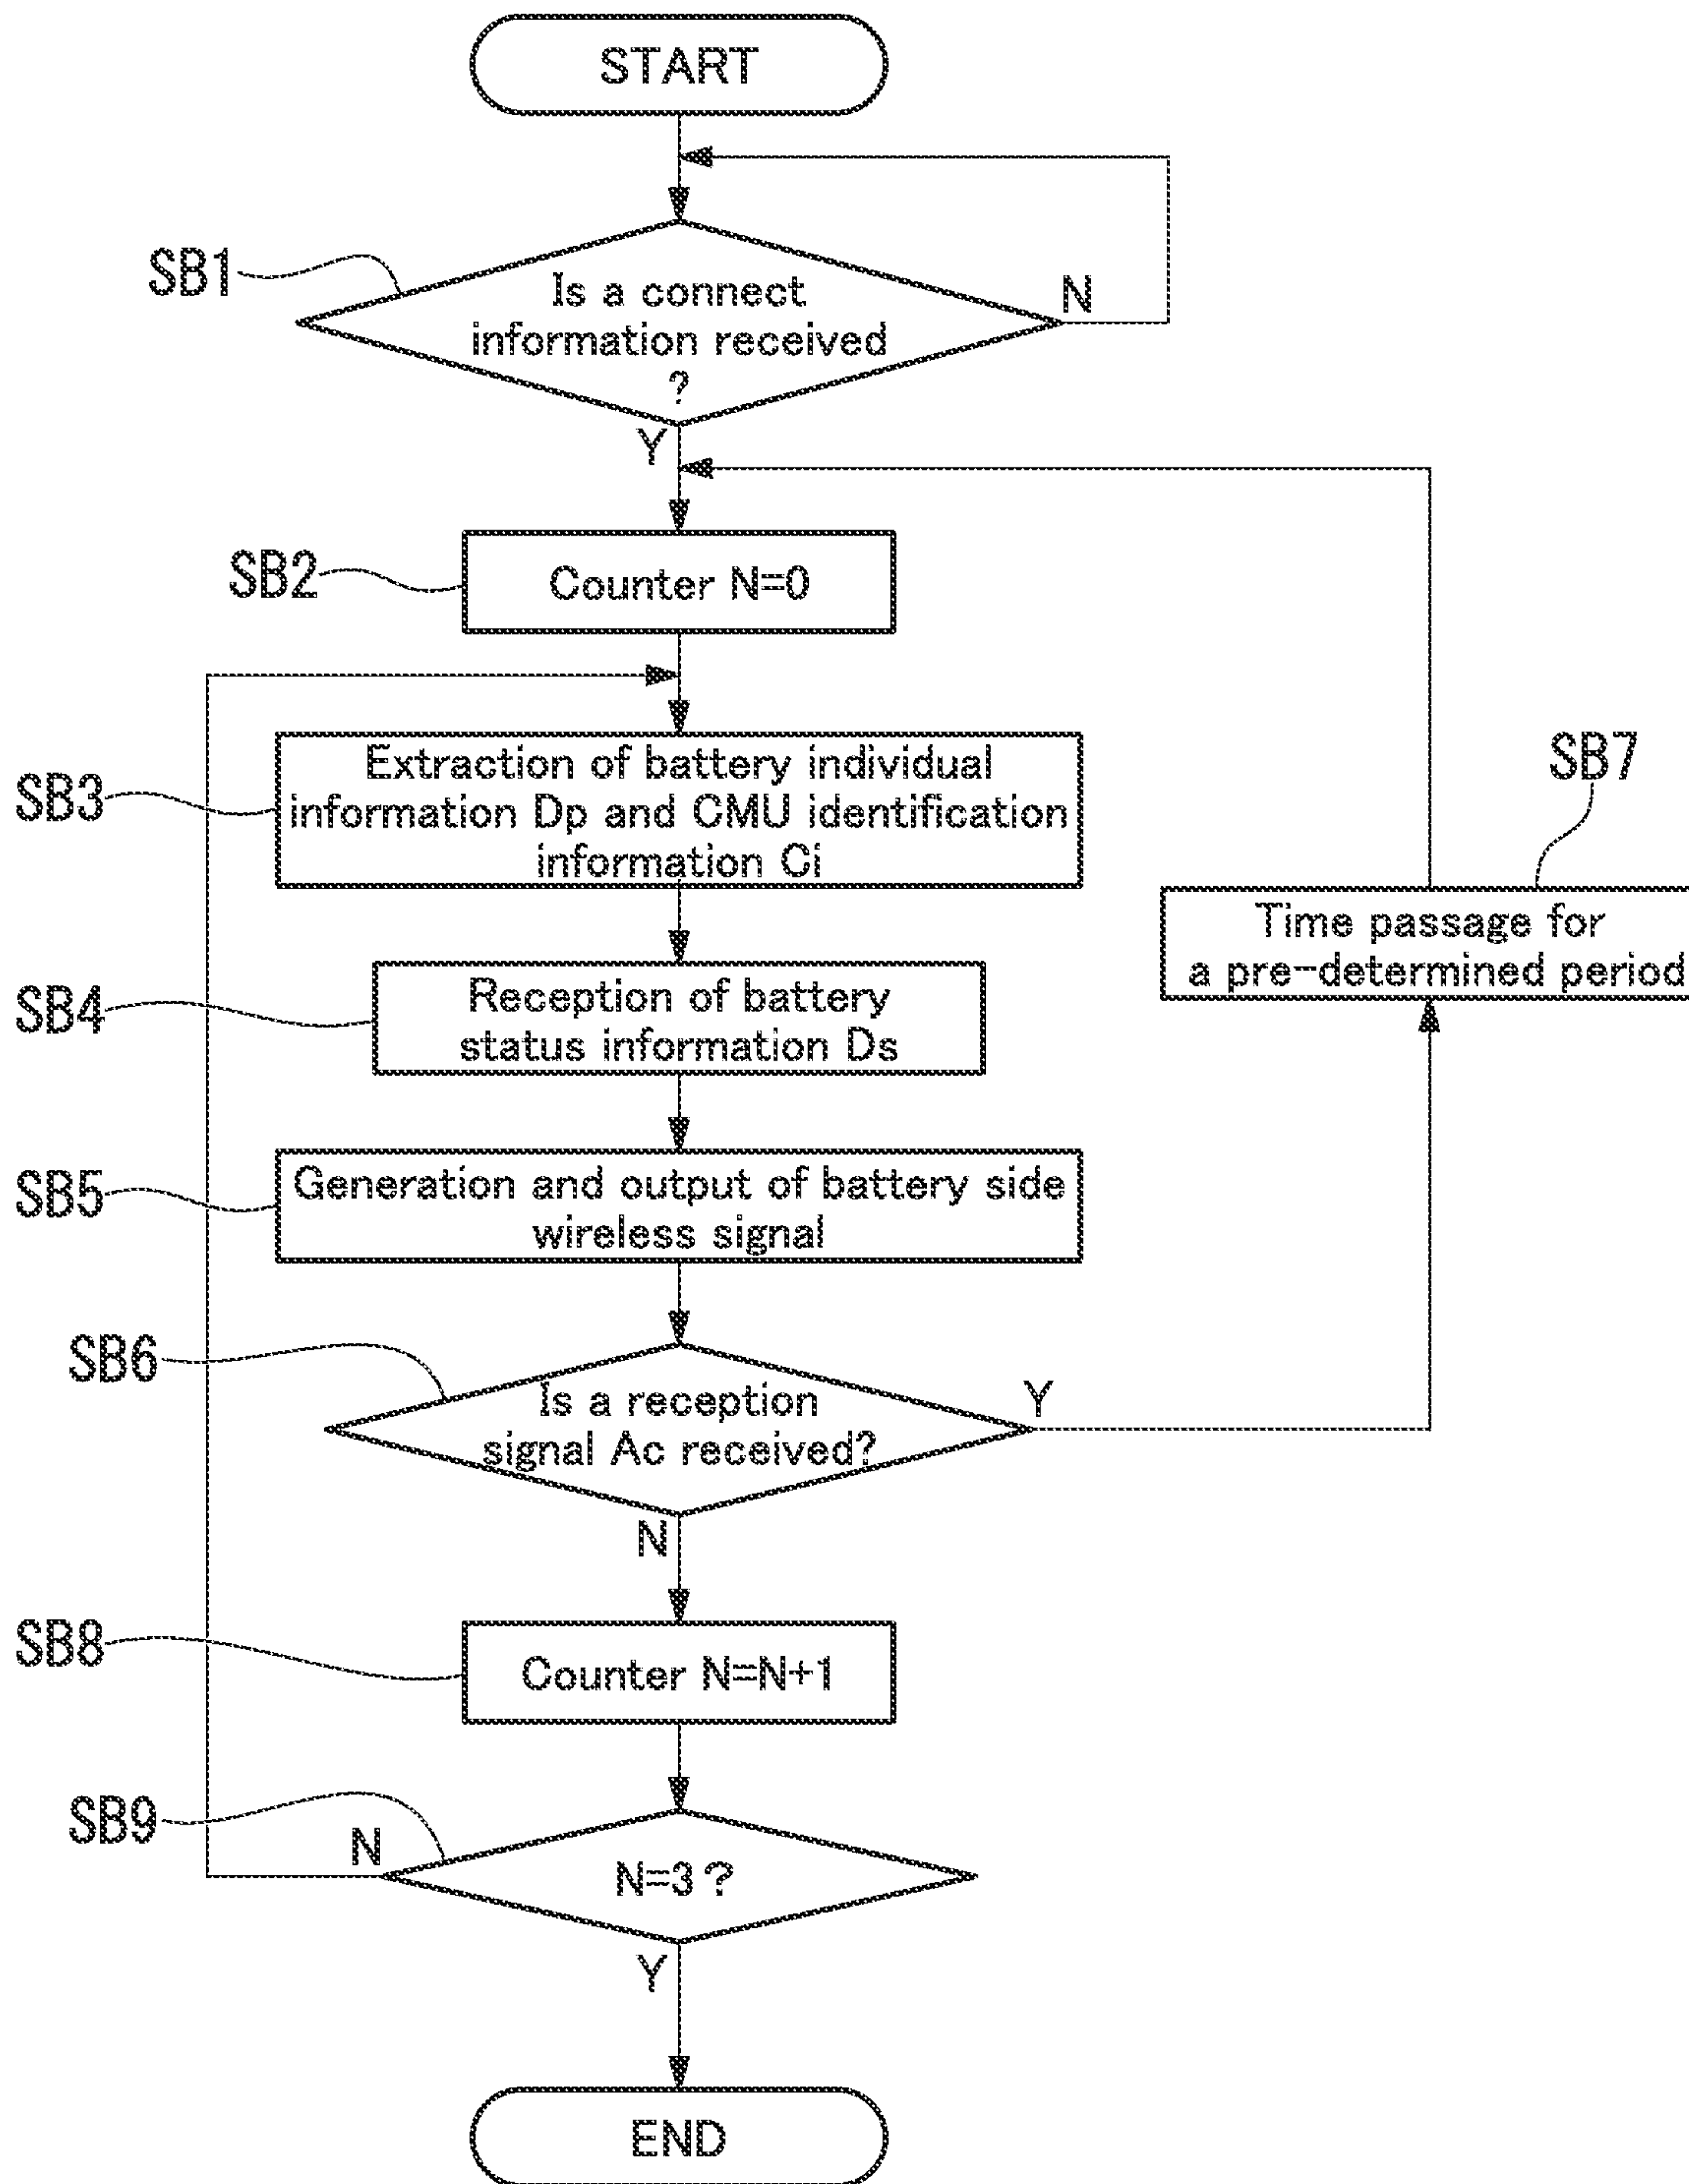 START
SB1
Is a connect
information received
?
N
Y
SB2
Counter N=0
SB3
Extraction of battery individual
information Dp and CMU identification
information Ci
SB7
Time passage for
a pre-determined period
SB4
Reception of battery
status information Ds
SB5
Generation and output of battery side
wireless signal
SB6
Is a reception
signal Ac received?
Y
N
SB8
Counter N=N+1
SB9
N
N=3?
Y
END